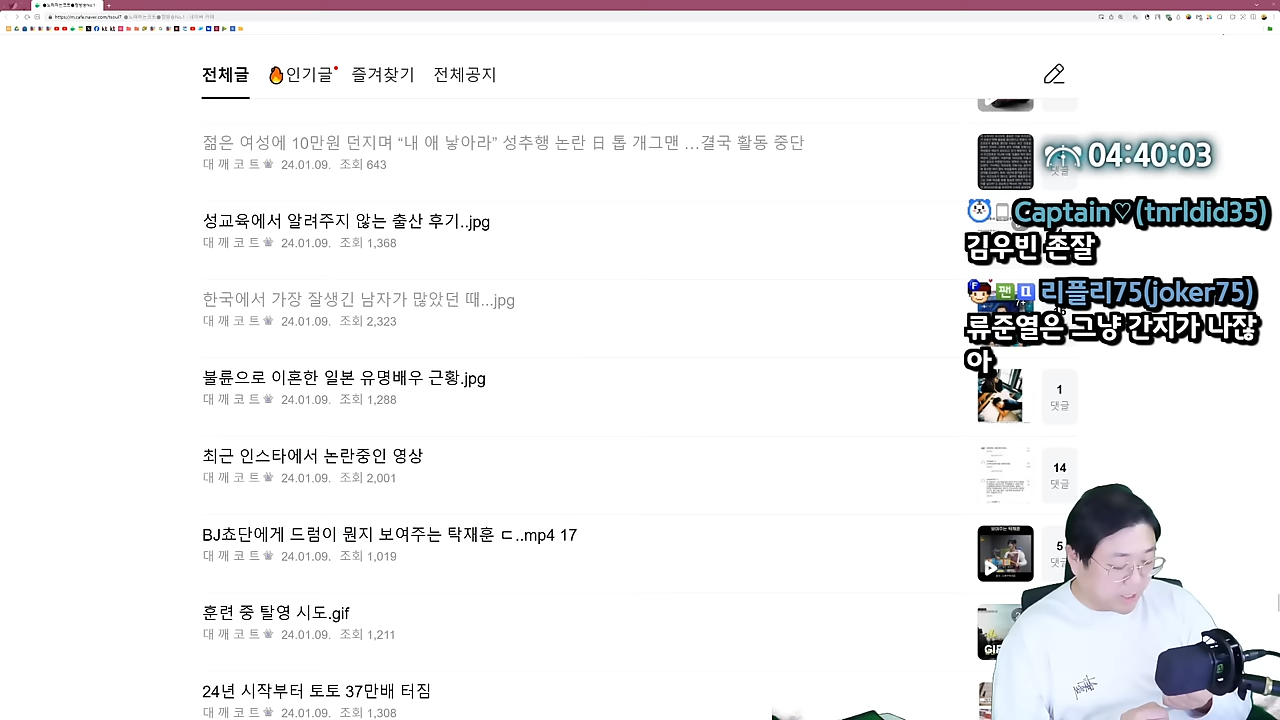 https://m.cafe.naver.com/tsoul7
전체글 🔥인기글 즐겨찾기 전체공지
젊은 여성에 10만원 던지며 “내 애 낳아라” 성추행 논란 日 톱 개그맨 …결국 활동 중단
대 깨 코 트 24.01.09. 조회
댓글
04:40:03
성교육에서 알려주지 않는 출산 후기..jpg
대 깨 코 트 24.01.09. 조회 1,368
Captain♡(tnrldid35)
김우빈 존잘
한국에서 가장 잘생긴 남자가 많았던 때...jpg
대 깨 코 트 24.01.09. 조회 2,323
리플리75(joker75)
류준열은 그냥 간지가 나잖
아
불륜으로 이혼한 일본 유명배우 근황.jpg
대 깨 코 트 24.01.09. 조회 1,288
1
댓글
최근 인스타에서 논란중인 영상
대 깨 코 트 24.01.09. 조회
14
댓글
BJ쵸단에게 드럼이 뭔지 보여주는 탁재훈 ㄷ..mp4 17
대 깨 코 트 24.01.09. 조회 1,019
5
댓글
훈련 중 탈영 시도.gif
대 깨 코 트 24.01.09. 조회 1,211
GIF
24년 시작부터 토토 37만배 터짐
대 깨 코 트 24.01.09. 조회 1,308